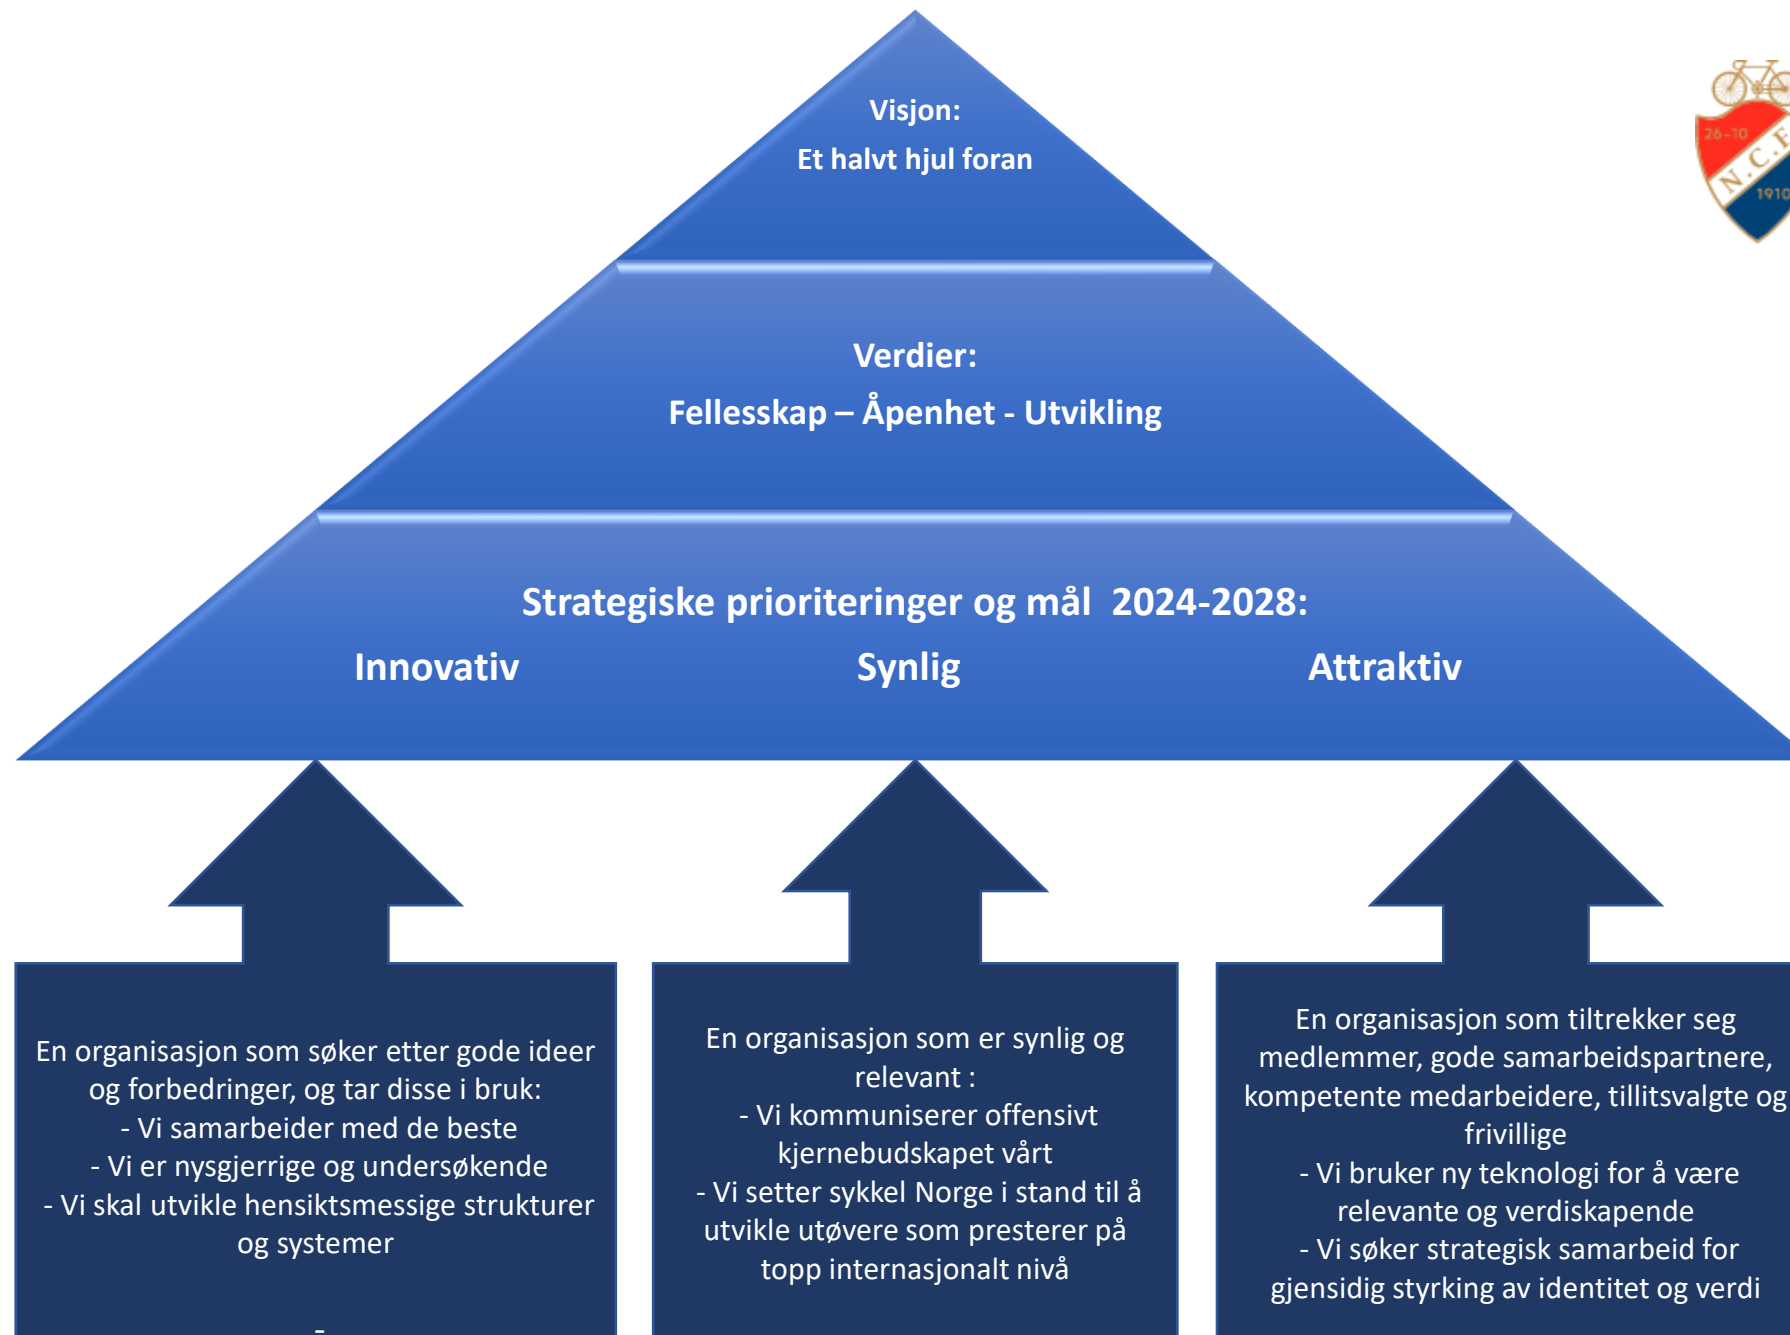 Visjon:
Et halvt hjul foran
26-10
N.C.F
1910
Verdier:
Fellesskap – Åpenhet - Utvikling
Strategiske prioriteringer og mål  2024-2028:
Innovativ
Synlig
Attraktiv
En organisasjon som søker etter gode ideer
og forbedringer, og tar disse i bruk:
- Vi samarbeider med de beste
- Vi er nysgjerrige og undersøkende
- Vi skal utvikle hensiktsmessige strukturer
og systemer
-
En organisasjon som er synlig og
relevant :
- Vi kommuniserer offensivt
kjernebudskapet vårt
- Vi setter sykkel Norge i stand til å
utvikle utøvere som presterer på
topp internasjonalt nivå
En organisasjon som tiltrekker seg
medlemmer, gode samarbeidspartnere,
kompetente medarbeidere, tillitsvalgte og
frivillige
- Vi bruker ny teknologi for å være
relevante og verdiskapende
- Vi søker strategisk samarbeid for
gjensidig styrking av identitet og verdi